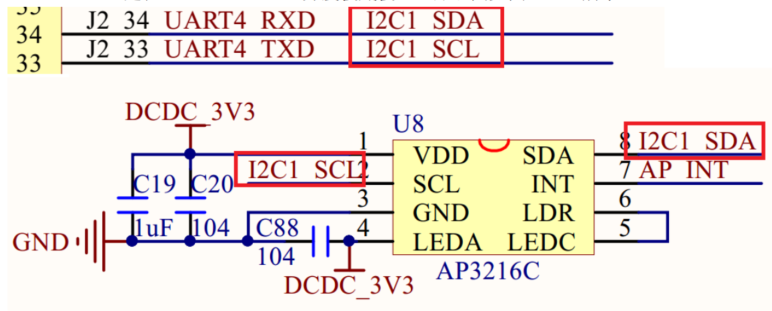 35
34 J2 34 UART4 RXD I2C1 SDA
33 J2 33 UART4 TXD I2C1 SCL
DCDC_3V3
U8
1 VDD SDA 8 I2C1 SDA
I2C1 SCL 2 SCL INT 7 AP INT
C19 C20 3 GND LDR 6
GND 1uF 104 C88 4 LEDA LEDC 5
104 AP3216C
DCDC_3V3